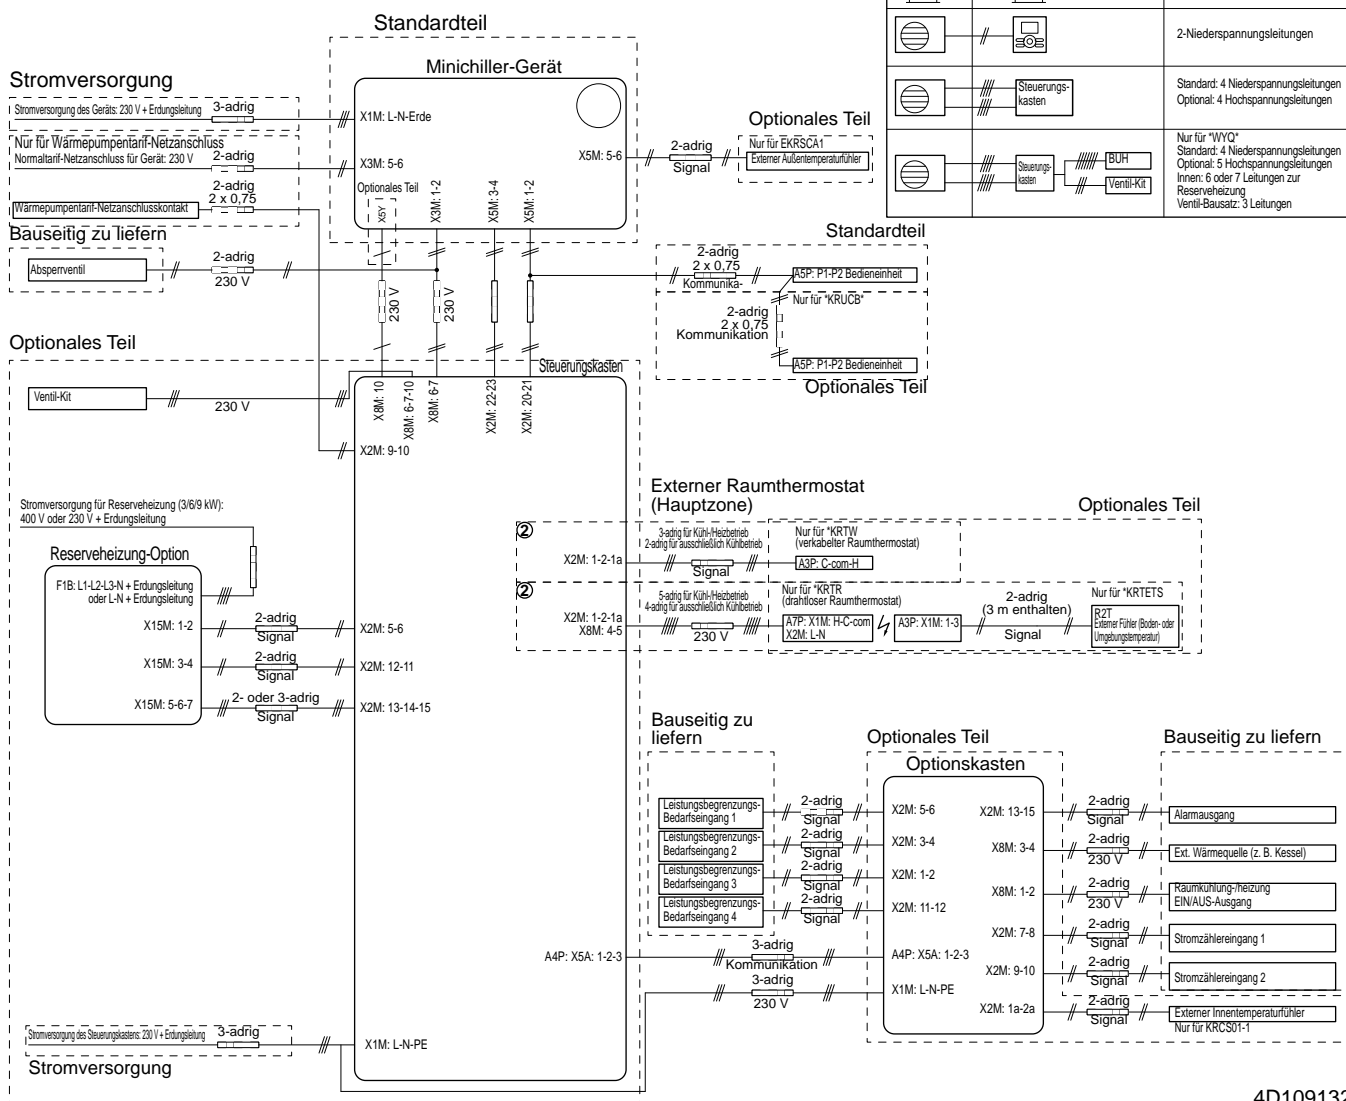 Standardteil
Stromversorgung
Minichiller-Gerät
Stromversorgung des Geräts: 230 V + Erdungsleitung
3-adrig
X1M: L-N-Erde
Nur für Wärmepumpentarif-Netzanschluss
Normaltarif-Netzanschluss für Gerät: 230 V
2-adrig
X3M: 5-6
2-adrig
2 x 0,75
Wärmepumpentarif-Netzanschlusskontakt
Optionales Teil
X5Y
X3M: 1-2
X5M: 3-4
X5M: 1-2
X5M: 5-6
2-adrig
Signal
Optionales Teil
Nur für EKRSCA1
Externer Außentemperaturfühler
2-Niederspannungsleitungen
Steuerungs-
kasten
Standard: 4 Niederspannungsleitungen
Optional: 4 Hochspannungsleitungen
Steuerungs-
kasten
BUH
Ventil-Kit
Nur für *WYQ*
Standard: 4 Niederspannungsleitungen
Optional: 5 Hochspannungsleitungen
Innen: 6 oder 7 Leitungen zur
Reserveheizung
Ventil-Bausatz: 3 Leitungen
Bauseitig zu liefern
Absperrventil
2-adrig
230 V
230 V
230 V
Standardteil
2-adrig
2 x 0,75
Kommunika-
A5P: P1-P2 Bedieneinheit
Nur für *KRUCB*
2-adrig
2 x 0,75
Kommunikation
A5P: P1-P2 Bedieneinheit
Optionales Teil
Optionales Teil
Ventil-Kit
230 V
Steuerungskasten
X8M: 10
X8M: 6-7-10
X8M: 6-7
X2M: 22-23
X2M: 20-21
X2M: 9-10
Stromversorgung für Reserveheizung (3/6/9 kW):
400 V oder 230 V + Erdungsleitung
Reserveheizung-Option
F1B: L1-L2-L3-N + Erdungsleitung
oder L-N + Erdungsleitung
X15M: 1-2
2-adrig
Signal
X2M: 5-6
X15M: 3-4
2-adrig
Signal
X2M: 12-11
X15M: 5-6-7
2- oder 3-adrig
Signal
X2M: 13-14-15
Externer Raumthermostat
(Hauptzone)
Optionales Teil
2
X2M: 1-2-1a
3-adrig für Kühl-/Heizbetrieb
2-adrig für ausschließlich Kühlbetrieb
Signal
Nur für *KRTW
(verkabelter Raumthermostat)
A3P: C-com-H
2
X2M: 1-2-1a
X8M: 4-5
5-adrig für Kühl-/Heizbetrieb
4-adrig für ausschließlich Kühlbetrieb
230 V
Nur für *KRTR
(drahtloser Raumthermostat)
A7P: X1M: H-C-com
X2M: L-N
A3P: X1M: 1-3
2-adrig
(3 m enthalten)
Signal
Nur für *KRTETS
R2T
Externer Fühler (Boden- oder
Umgebungstemperatur)
Bauseitig zu
liefern
Optionales Teil
Bauseitig zu liefern
Optionskasten
Leistungsbegrenzungs-
Bedarfseingang 1
2-adrig
Signal
X2M: 5-6
Leistungsbegrenzungs-
Bedarfseingang 2
2-adrig
Signal
X2M: 3-4
Leistungsbegrenzungs-
Bedarfseingang 3
2-adrig
Signal
X2M: 1-2
Leistungsbegrenzungs-
Bedarfseingang 4
2-adrig
Signal
X2M: 11-12
X2M: 13-15
2-adrig
Signal
Alarmausgang
X8M: 3-4
2-adrig
230 V
Ext. Wärmequelle (z. B. Kessel)
X8M: 1-2
2-adrig
230 V
Raumkühlung-/heizung
EIN/AUS-Ausgang
X2M: 7-8
2-adrig
Signal
Stromzählereingang 1
X2M: 9-10
2-adrig
Signal
Stromzählereingang 2
X2M: 1a-2a
2-adrig
Signal
Externer Innentemperaturfühler
Nur für KRCS01-1
A4P: X5A: 1-2-3
3-adrig
Kommunikation
A4P: X5A: 1-2-3
3-adrig
230 V
X1M: L-N-PE
Stromversorgung des Steuerungskastens: 230 V + Erdungsleitung
3-adrig
X1M: L-N-PE
Stromversorgung
4D109132